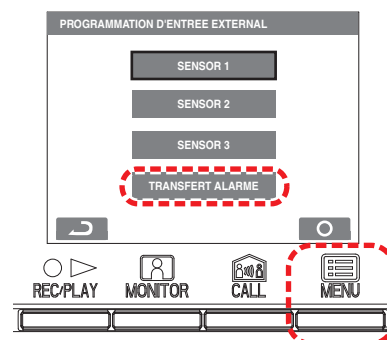 PROGRAMMATION D'ENTREE EXTERNAL
SENSOR 1
SENSOR 2
SENSOR 3
TRANSFERT ALARME
REC/PLAY MONITOR CALL MENU